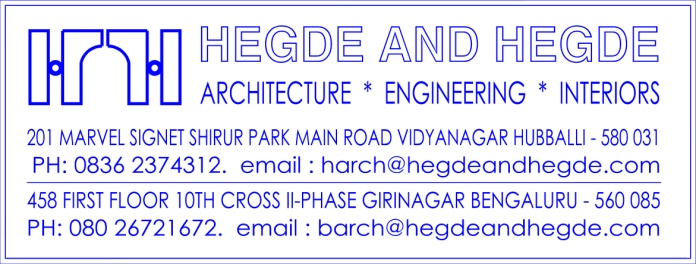 HEGDE AND HEGDE
ARCHITECTURE * ENGINEERING * INTERIORS
201 MARVEL SIGNET SHIRUR PARK MAIN ROAD VIDYANAGAR HUBBALLI - 580 031
PH: 0836 2374312. email : harch@hegdeandhegde.com
458 FIRST FLOOR 10TH CROSS II-PHASE GIRINAGAR BENGALURU - 560 085
PH: 080 26721672. email : barch@hegdeandhegde.com